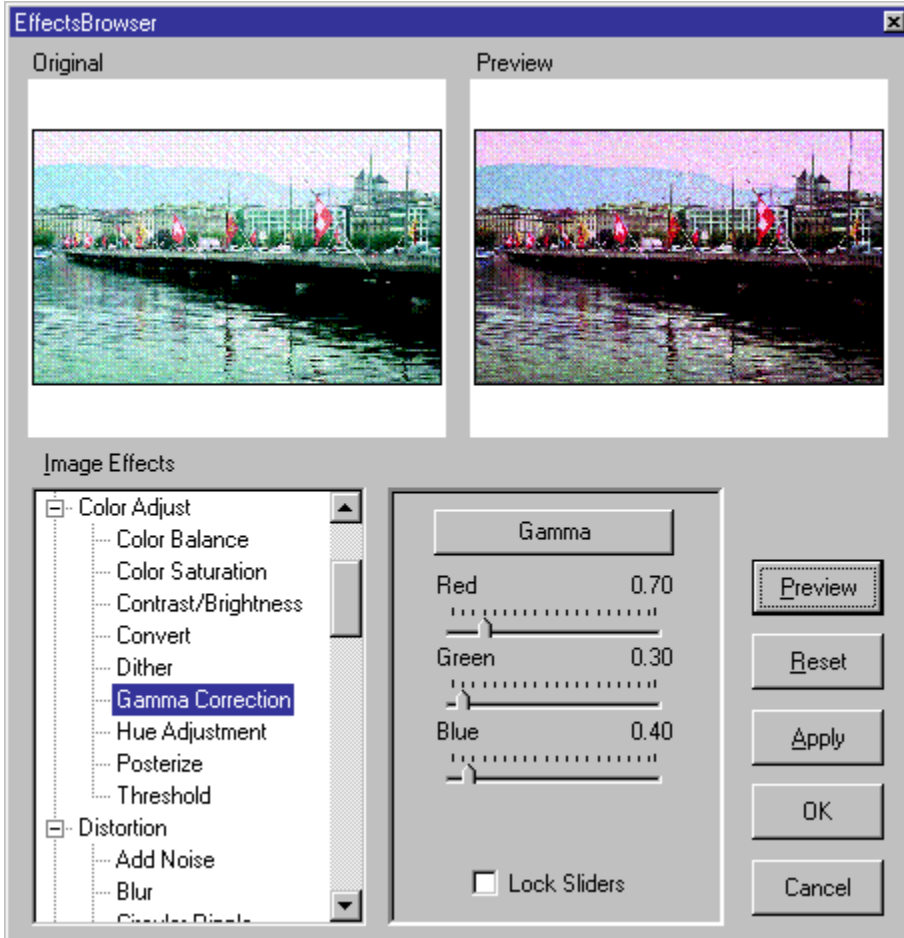 EffectsBrowser
Original
Preview
Image Effects
Color Adjust
Color Balance
Color Saturation
Contrast/Brightness
Convert
Dither
Gamma Correction
Hue Adjustment
Posterize
Threshold
Distortion
Add Noise
Blur
Circular Ripple
Gamma
Red 0.70
Green 0.30
Blue 0.40
Lock Sliders
Preview
Reset
Apply
OK
Cancel